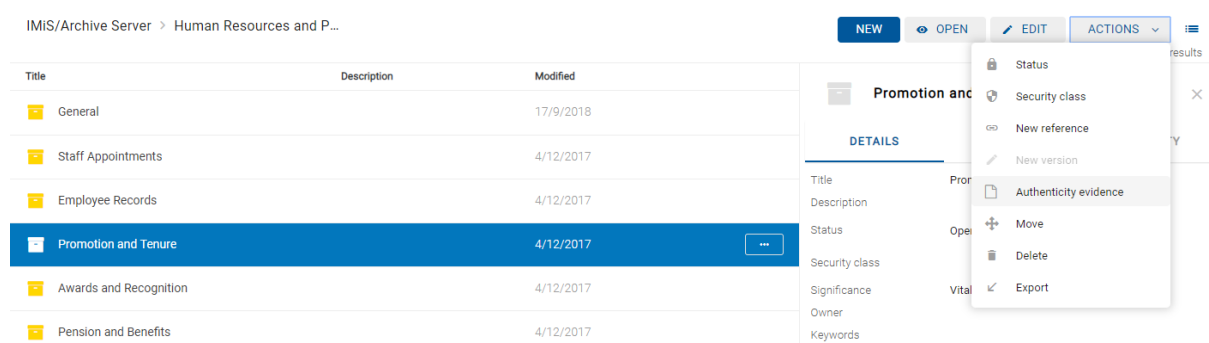 IMiS/Archive Server > Human Resources and P...
NEW OPEN EDIT ACTIONS
results
Title Description Modified
General 17/9/2018
Staff Appointments 4/12/2017
Employee Records 4/12/2017
Promotion and Tenure 4/12/2017 ...
Awards and Recognition 4/12/2017
Pension and Benefits 4/12/2017
Promotion and
DETAILS Y
Title Pror
Description
Status Ope
Security class
Significance Vital
Owner
Keywords
Status
Security class
New reference
New version
Authenticity evidence
Move
Delete
Export